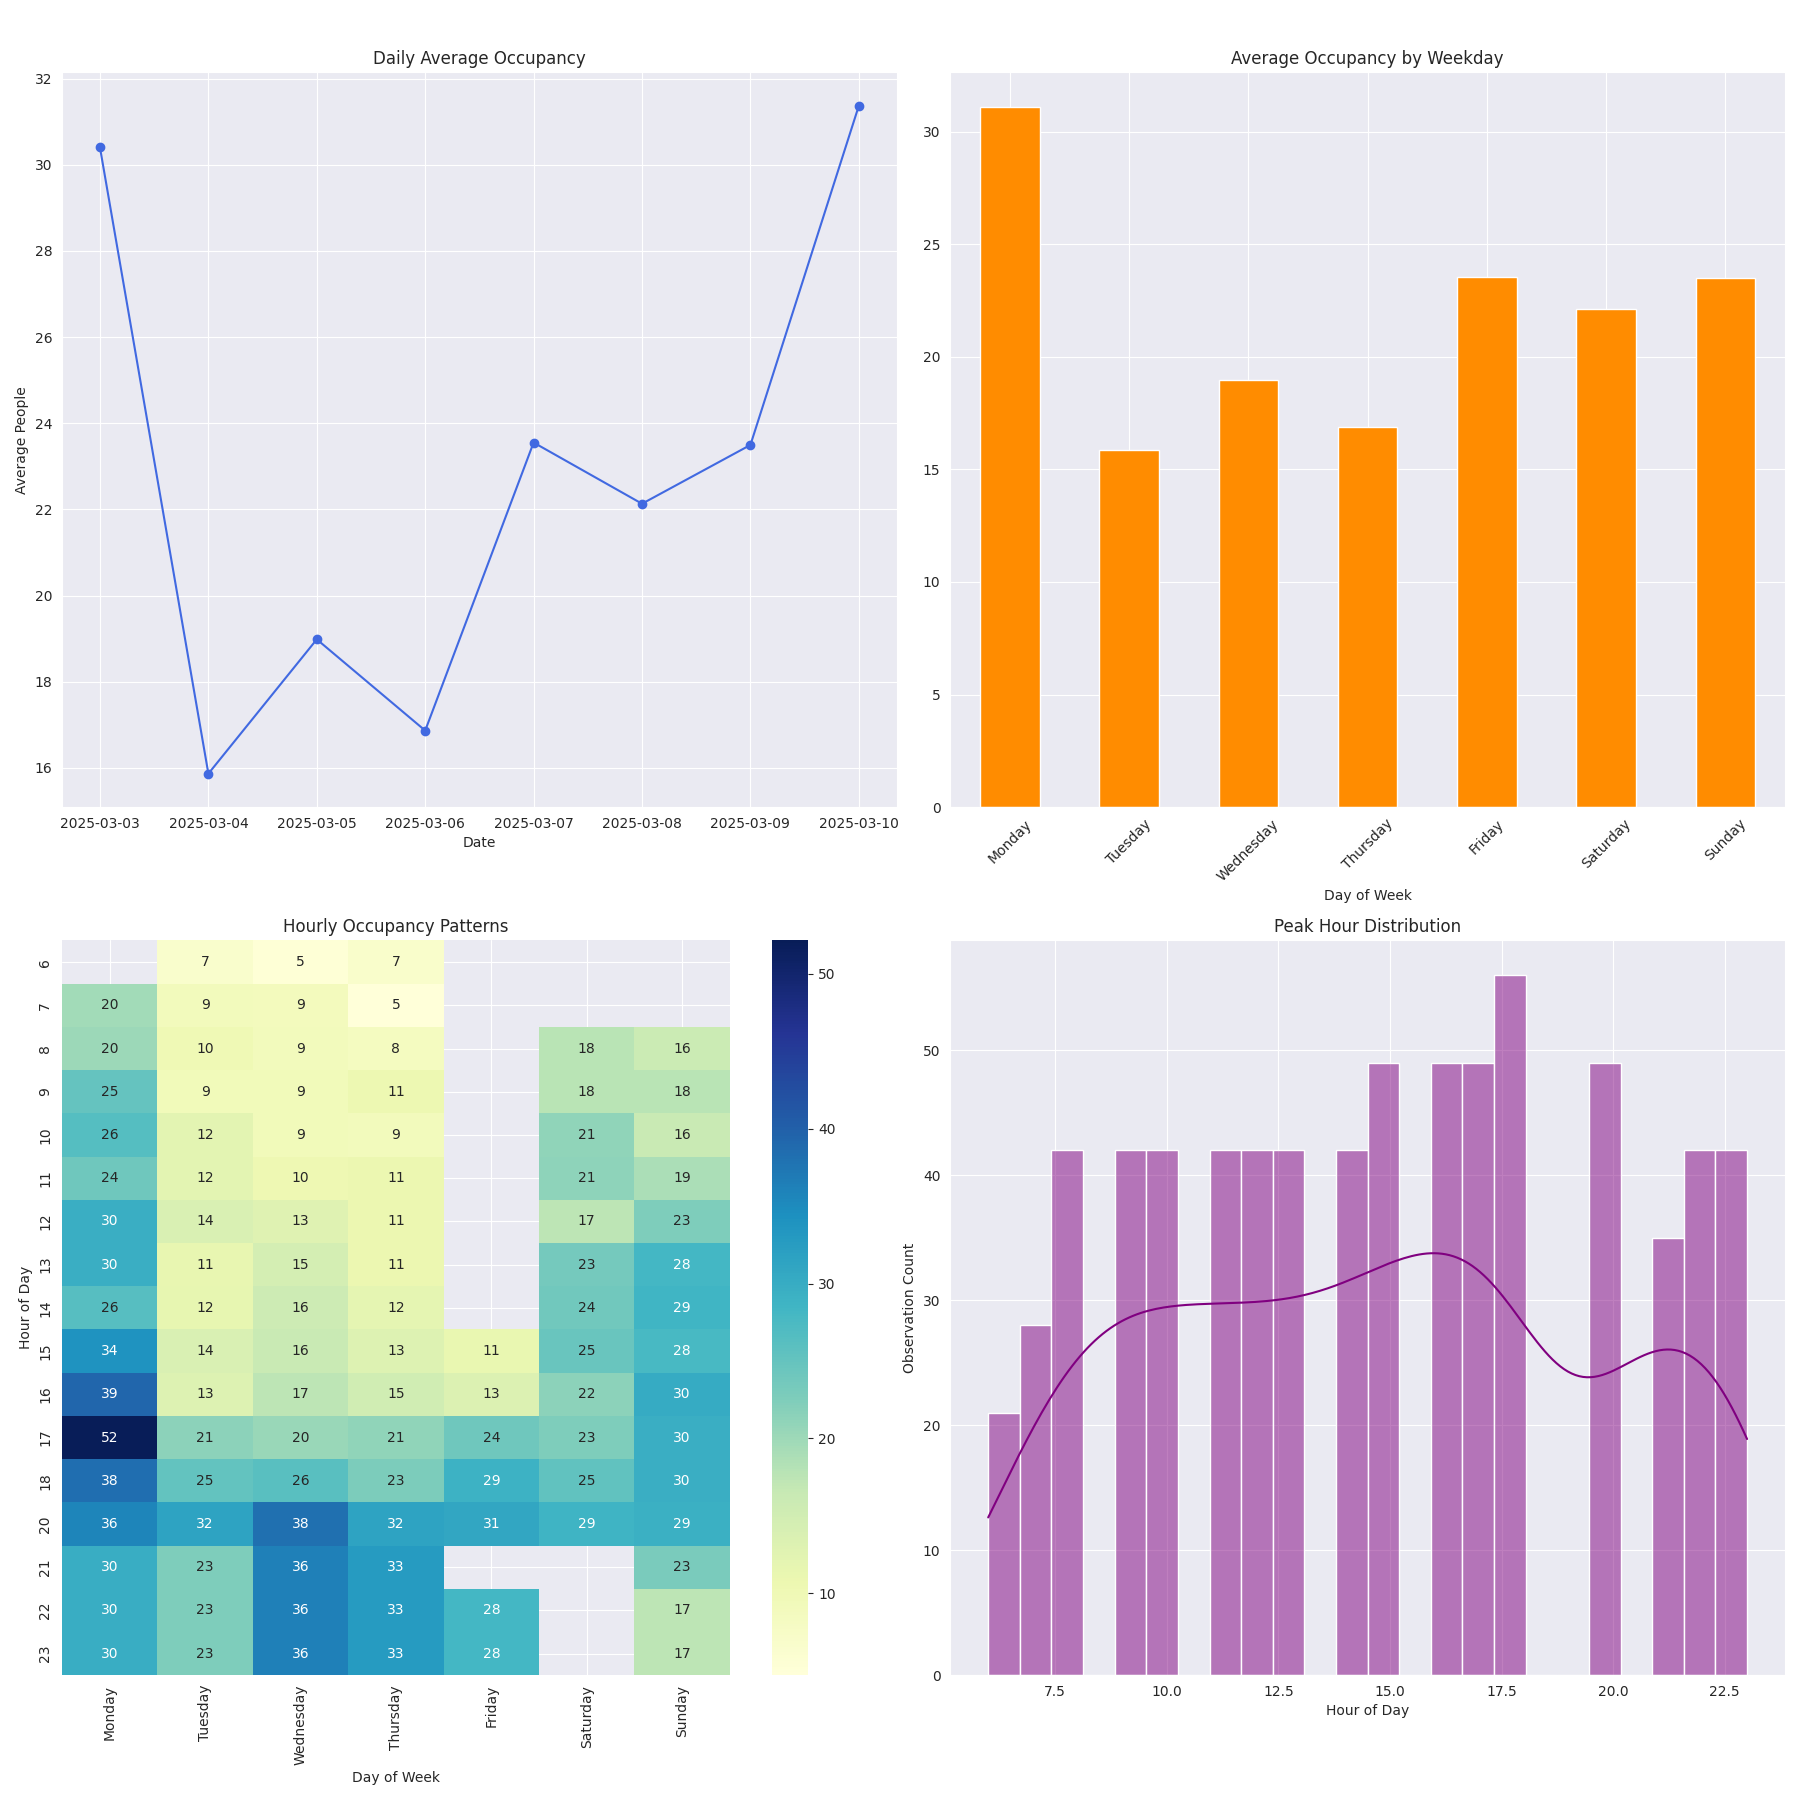 Daily Average Occupancy
32
30
28
26
24
22
20
18
16
Average People
2025-03-03 2025-03-04 2025-03-05 2025-03-06 2025-03-07 2025-03-08 2025-03-09 2025-03-10
Date
Average Occupancy by Weekday
30
25
20
15
10
5
0
Monday Tuesday Wednesday Thursday Friday Saturday Sunday
Day of Week
Hourly Occupancy Patterns
Hour of Day
6 7 5 7
7 20 9 9 5
8 20 10 9 8 18 16
9 25 9 9 11 18 18
10 26 12 9 9 21 16
11 24 12 10 11 21 19
12 30 14 13 11 17 23
13 30 11 15 11 23 28
14 26 12 16 12 24 29
15 34 14 16 13 11 25 28
16 39 13 17 15 13 22 30
17 52 21 20 21 24 23 30
18 38 25 26 23 29 25 30
20 36 32 38 32 31 29 29
21 30 23 36 33 23
22 30 23 36 33 28 17
23 30 23 36 33 28 17
Monday Tuesday Wednesday Thursday Friday Saturday Sunday
Day of Week
50
40
30
20
10
Peak Hour Distribution
50
40
30
20
10
0
Observation Count
7.5 10.0 12.5 15.0 17.5 20.0 22.5
Hour of Day